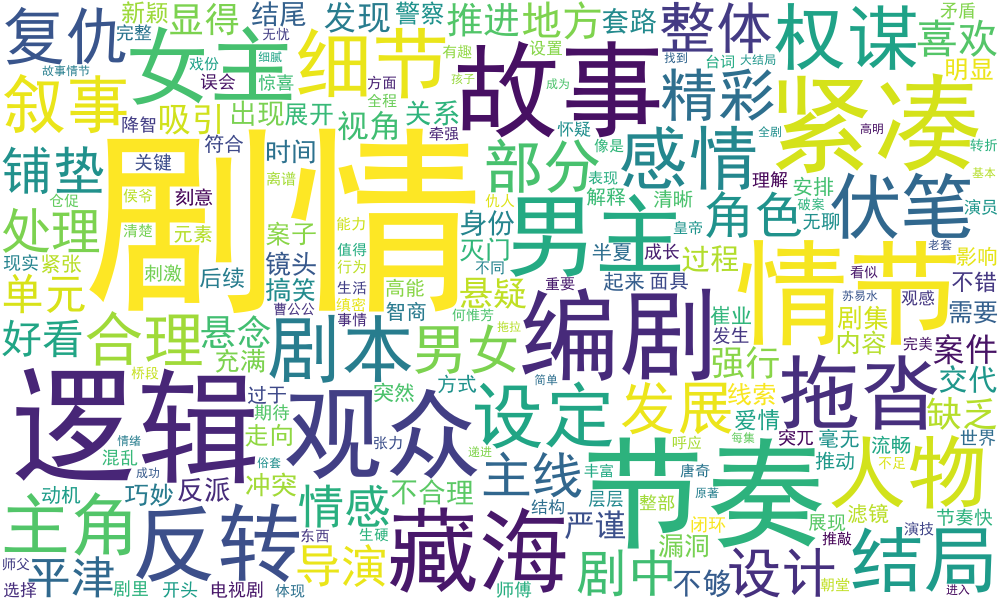 复仇
完整
新颖
显得
结尾
无忧
发现
警察
推进
地方
套路
整体
找到
权谋
矛盾
喜欢
女主
戏份
误会
细腻
惊喜
细节
方面
有趣
孩子
设置
故事
成为
台词
大结局
精彩
明显
故事情节
叙事
降智
吸引
出现
展开
全程
视角
关系
牵强
怀疑
像是
全剧
高明
紧凑
转折
基本
铺垫
关键
符合
时间
离谱
剧情
部分
表现
解释
感情
清晰
理解
安排
无聊
破案
伏笔
演员
仓促
侯爷
刻意
仇人
角色
皇帝
老套
处理
清楚
元素
案子
能力
值得
身份
灭门
男主
半夏
成长
过程
影响
现实
紧张
刺激
后续
镜头
行为
不同
情节
看似
不错
单元
搞笑
生活
高能
悬疑
重要
起来
面具
苏易水
观感
需要
曹公公
缜密
事情
智商
何惟芳
崔业
剧集
好看
合理
悬念
充满
剧本
男女
拖拉
编剧
发生
强行
内容
完美
案件
桥段
过于
突然
方式
简单
线索
爱情
拖沓
交代
逻辑
期待
走向
观众
张力
设定
发展
突兀
毫无
流畅
缺乏
世界
混乱
情绪
成功
俗套
冲突
递进
呼应
每集
推动
人物
不足
动机
巧妙
反派
情感
不合理
主线
丰富
唐奇
原著
主角
反转
东西
生硬
藏海
结构
层层
严谨
整部
节奏
闭环
漏洞
展现
推敲
滤镜
演技
节奏快
结局
师父
平津
导演
选择
剧里
开头
电视剧
体现
师傅
剧中
不够
设计
朝堂
进入